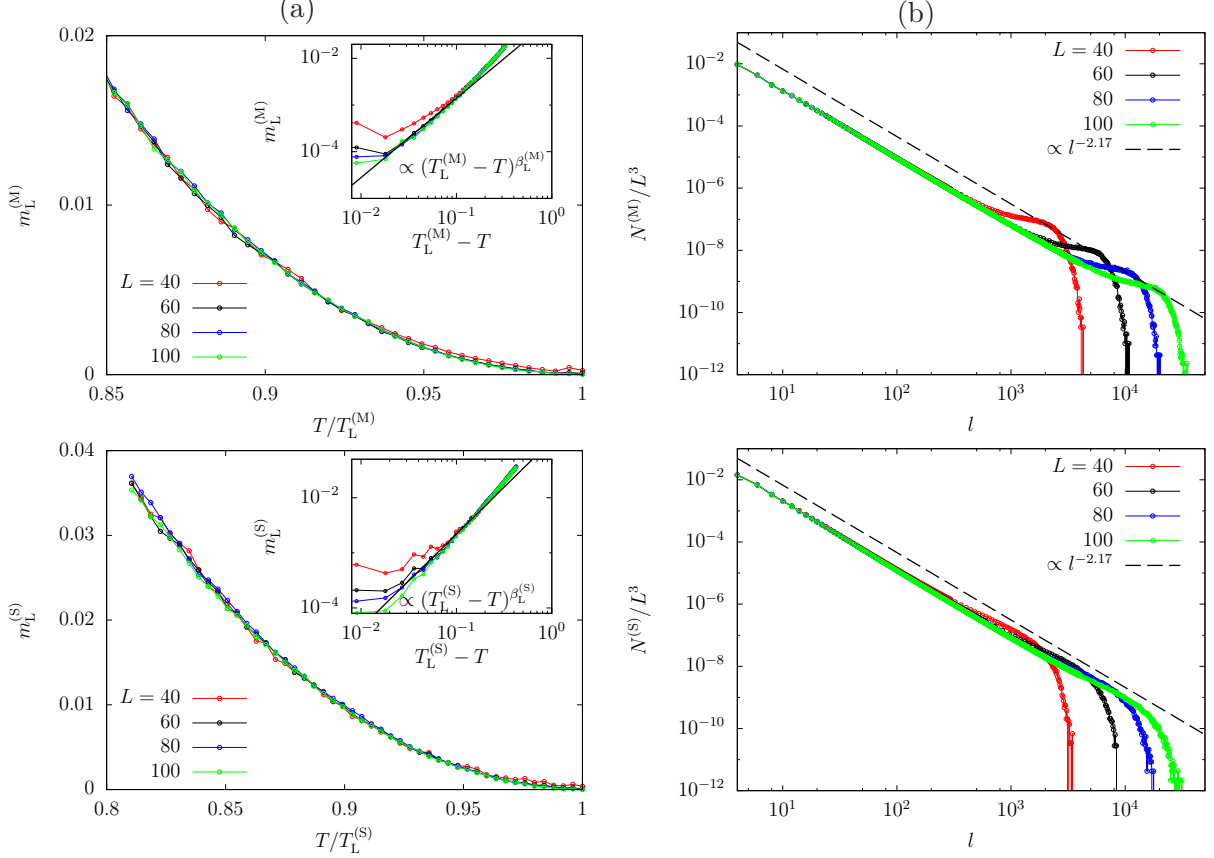 (a)
0.02
0.01
0
m_L^(M)
0.85
0.9
0.95
1
T/T_L^(M)
L = 40
60
80
100
10^−2
10^−4
m_L^(M)
10^−2
10^−1
10^0
T_L^(M) − T
∝ (T_L^(M) − T)^β_L^(M)
0.04
0.03
0.02
0.01
0
m_L^(S)
0.8
0.85
0.9
0.95
1
T/T_L^(S)
L = 40
60
80
100
10^−2
10^−4
m_L^(S)
10^−2
10^−1
10^0
T_L^(S) − T
∝ (T_L^(S) − T)^β_L^(S)
(b)
10^−2
10^−4
10^−6
10^−8
10^−10
10^−12
N^(M)/L^3
10^1
10^2
10^3
10^4
l
L = 40
60
80
100
∝ l^−2.17
10^−2
10^−4
10^−6
10^−8
10^−10
10^−12
N^(S)/L^3
10^1
10^2
10^3
10^4
l
L = 40
60
80
100
∝ l^−2.17